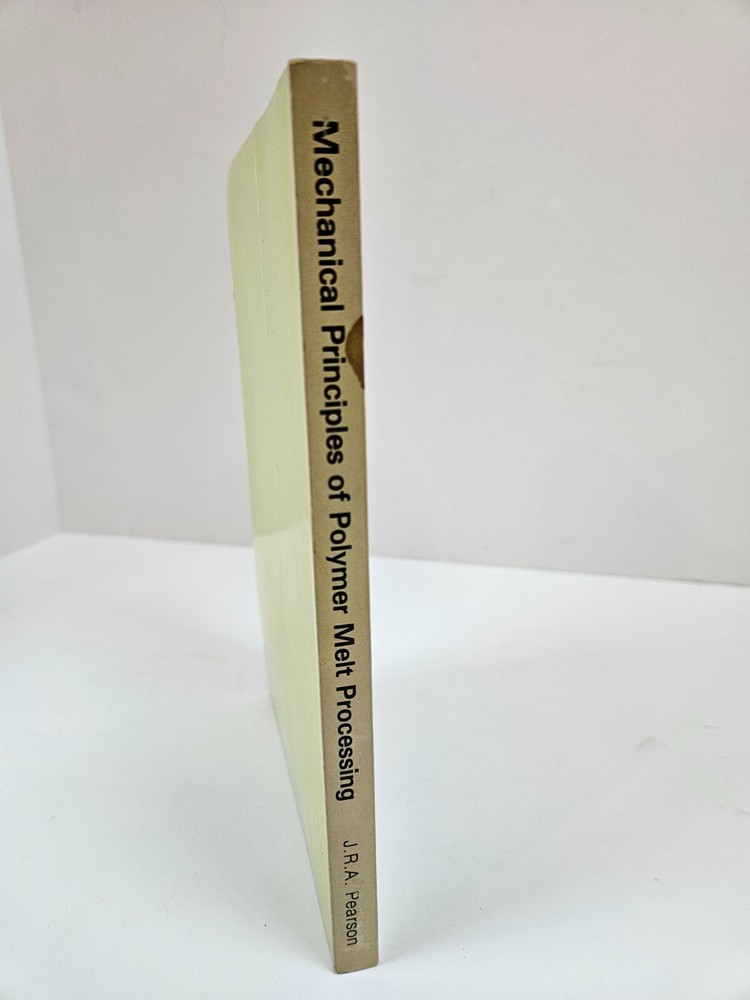 Mechanical Principles of Polymer Melt Processing
J.R.A. Pearson